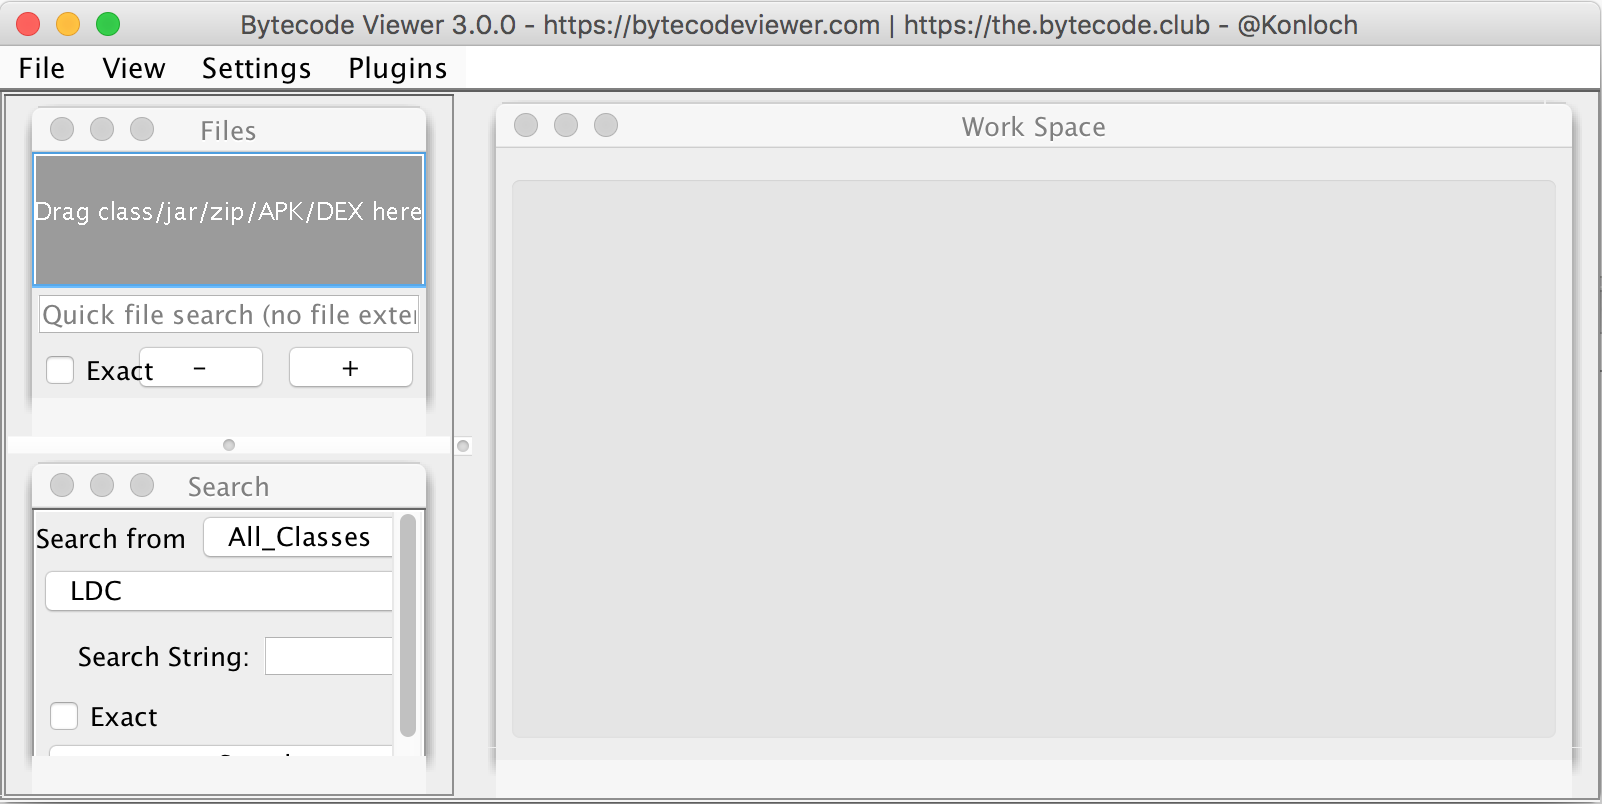 Bytecode Viewer 3.0.0 - https://bytecodeviewer.com | https://the.bytecode.club - @Konloch
File View Settings Plugins
Files
Drag class/jar/zip/APK/DEX here
Quick file search (no file exte
Exact - +
Search
Search from All_Classes
LDC
Search String:
Exact
Work Space